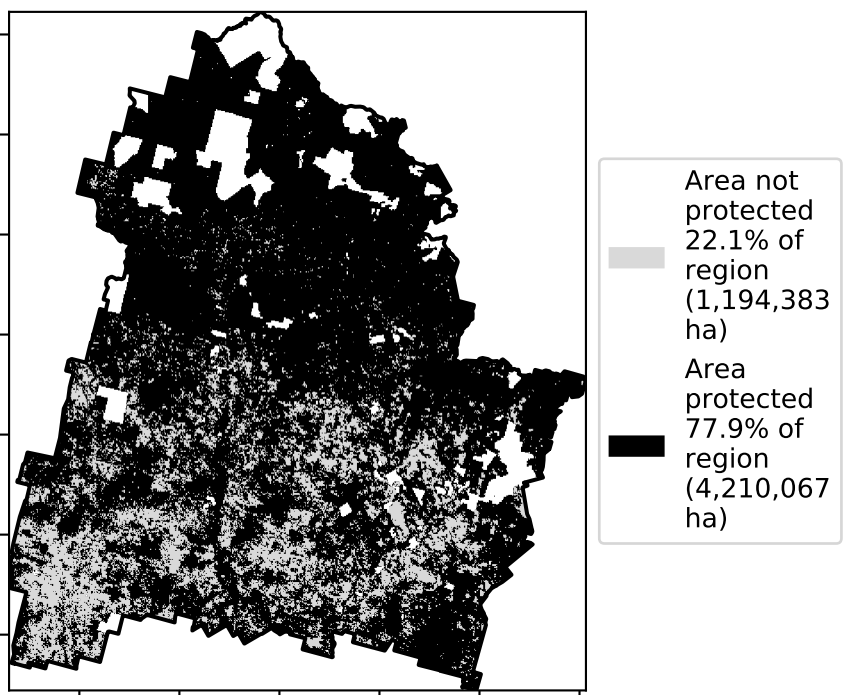 Area not
protected
22.1% of
region
(1,194,383
ha)
Area
protected
77.9% of
region
(4,210,067
ha)